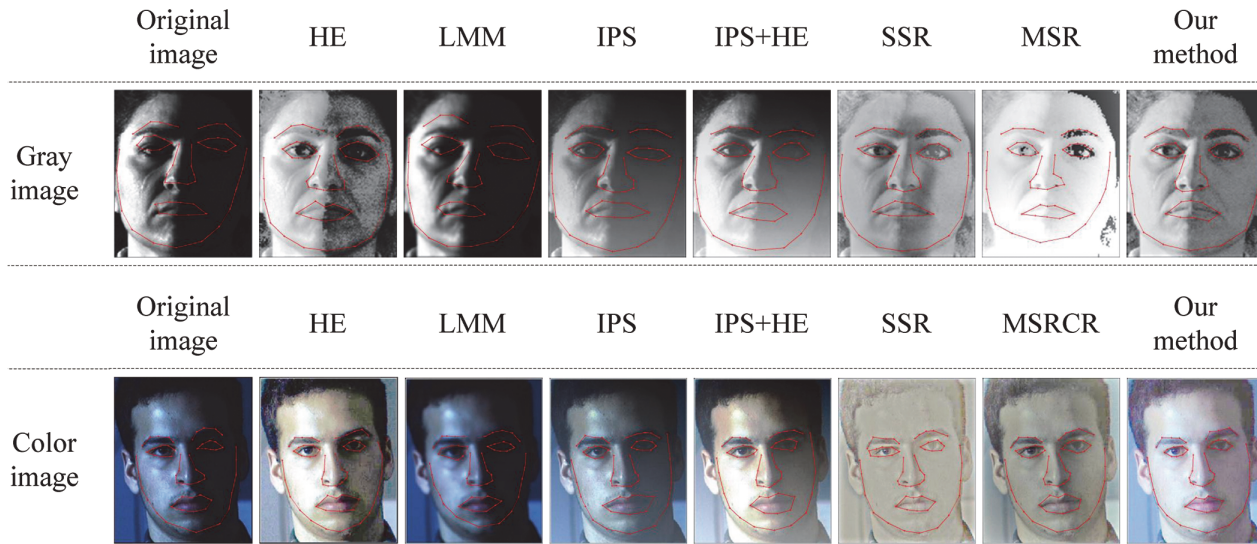 Original
image
HE
LMM
IPS
IPS+HE
SSR
MSR
Our
method
Gray
image
Original
image
HE
LMM
IPS
IPS+HE
SSR
MSRCR
Our
method
Color
image